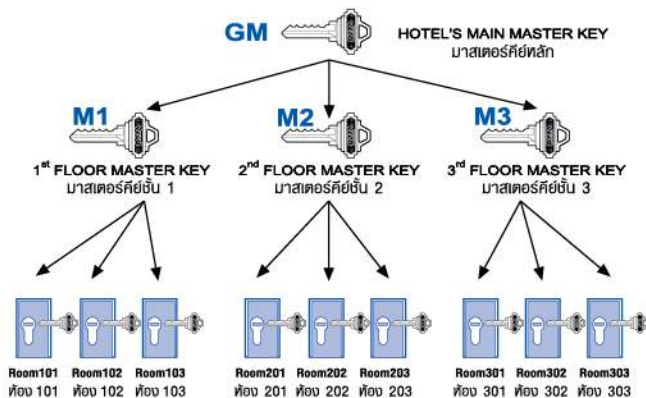 GM
HOTEL'S MAIN MASTER KEY
มาสเตอร์คีย์หลัก
M1
M2
M3
1st FLOOR MASTER KEY
มาสเตอร์คีย์ชั้น 1
2nd FLOOR MASTER KEY
มาสเตอร์คีย์ชั้น 2
3rd FLOOR MASTER KEY
มาสเตอร์คีย์ชั้น 3
Room101 Room102 Room103 Room201 Room202 Room203 Room301 Room302 Room303
ห้อง 101 ห้อง 102 ห้อง 103 ห้อง 201 ห้อง 202 ห้อง 203 ห้อง 301 ห้อง 302 ห้อง 303